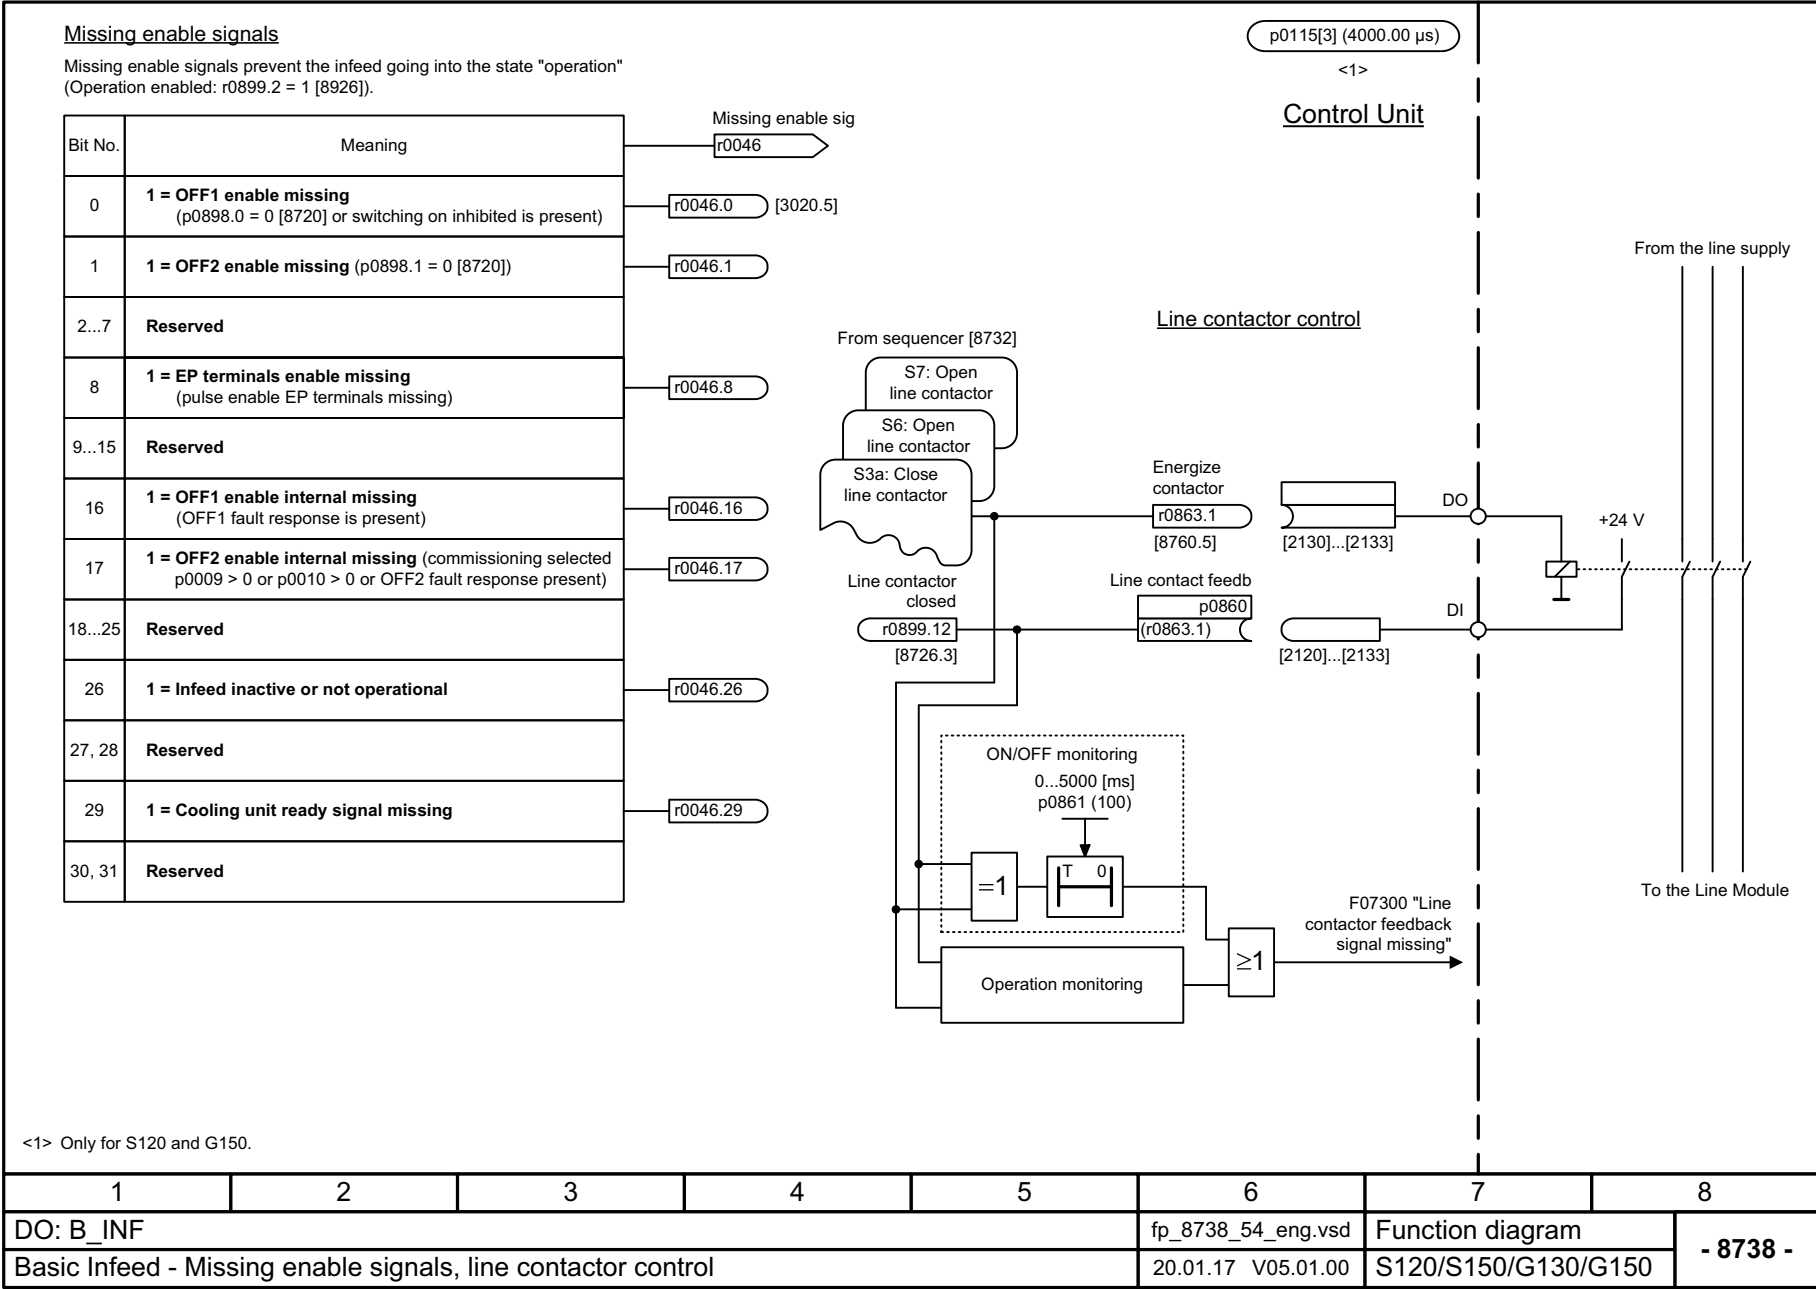 Missing enable signals
Missing enable signals prevent the infeed going into the state "operation"
(Operation enabled: r0899.2 = 1 [8926]).
p0115[3] (4000.00 µs)
<1>
Control Unit
Missing enable sig
r0046
Bit No.
Meaning
0
1 = OFF1 enable missing
(p0898.0 = 0 [8720] or switching on inhibited is present)
r0046.0
[3020.5]
1
1 = OFF2 enable missing (p0898.1 = 0 [8720])
r0046.1
2...7
Reserved
8
1 = EP terminals enable missing
(pulse enable EP terminals missing)
r0046.8
9...15
Reserved
16
1 = OFF1 enable internal missing
(OFF1 fault response is present)
r0046.16
17
1 = OFF2 enable internal missing (commissioning selected
p0009 > 0 or p0010 > 0 or OFF2 fault response present)
r0046.17
18...25
Reserved
26
1 = Infeed inactive or not operational
r0046.26
27, 28
Reserved
29
1 = Cooling unit ready signal missing
r0046.29
30, 31
Reserved
Line contactor control
From sequencer [8732]
S7: Open
line contactor
S6: Open
line contactor
S3a: Close
line contactor
Energize
contactor
r0863.1
[8760.5]
[2130]...[2133]
DO
Line contactor
closed
r0899.12
[8726.3]
Line contact feedb
p0860
(r0863.1)
[2120]...[2133]
DI
+24 V
From the line supply
To the Line Module
ON/OFF monitoring
0...5000 [ms]
p0861 (100)
T 0
=1
Operation monitoring
≥1
F07300 "Line
contactor feedback
signal missing"
<1> Only for S120 and G150.
1 2 3 4 5 6 7 8
DO: B_INF
fp_8738_54_eng.vsd
Function diagram
- 8738 -
Basic Infeed - Missing enable signals, line contactor control
20.01.17 V05.01.00
S120/S150/G130/G150